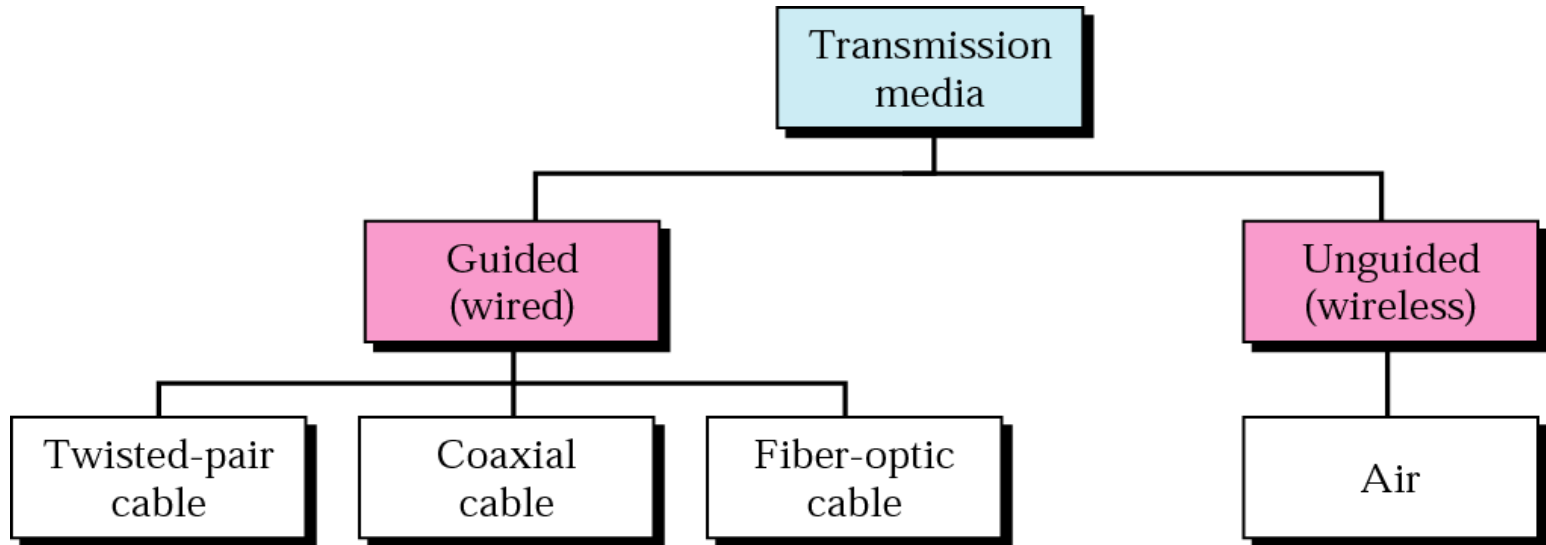 Transmission
media
Guided
(wired)
Unguided
(wireless)
Twisted-pair
cable
Coaxial
cable
Fiber-optic
cable
Air